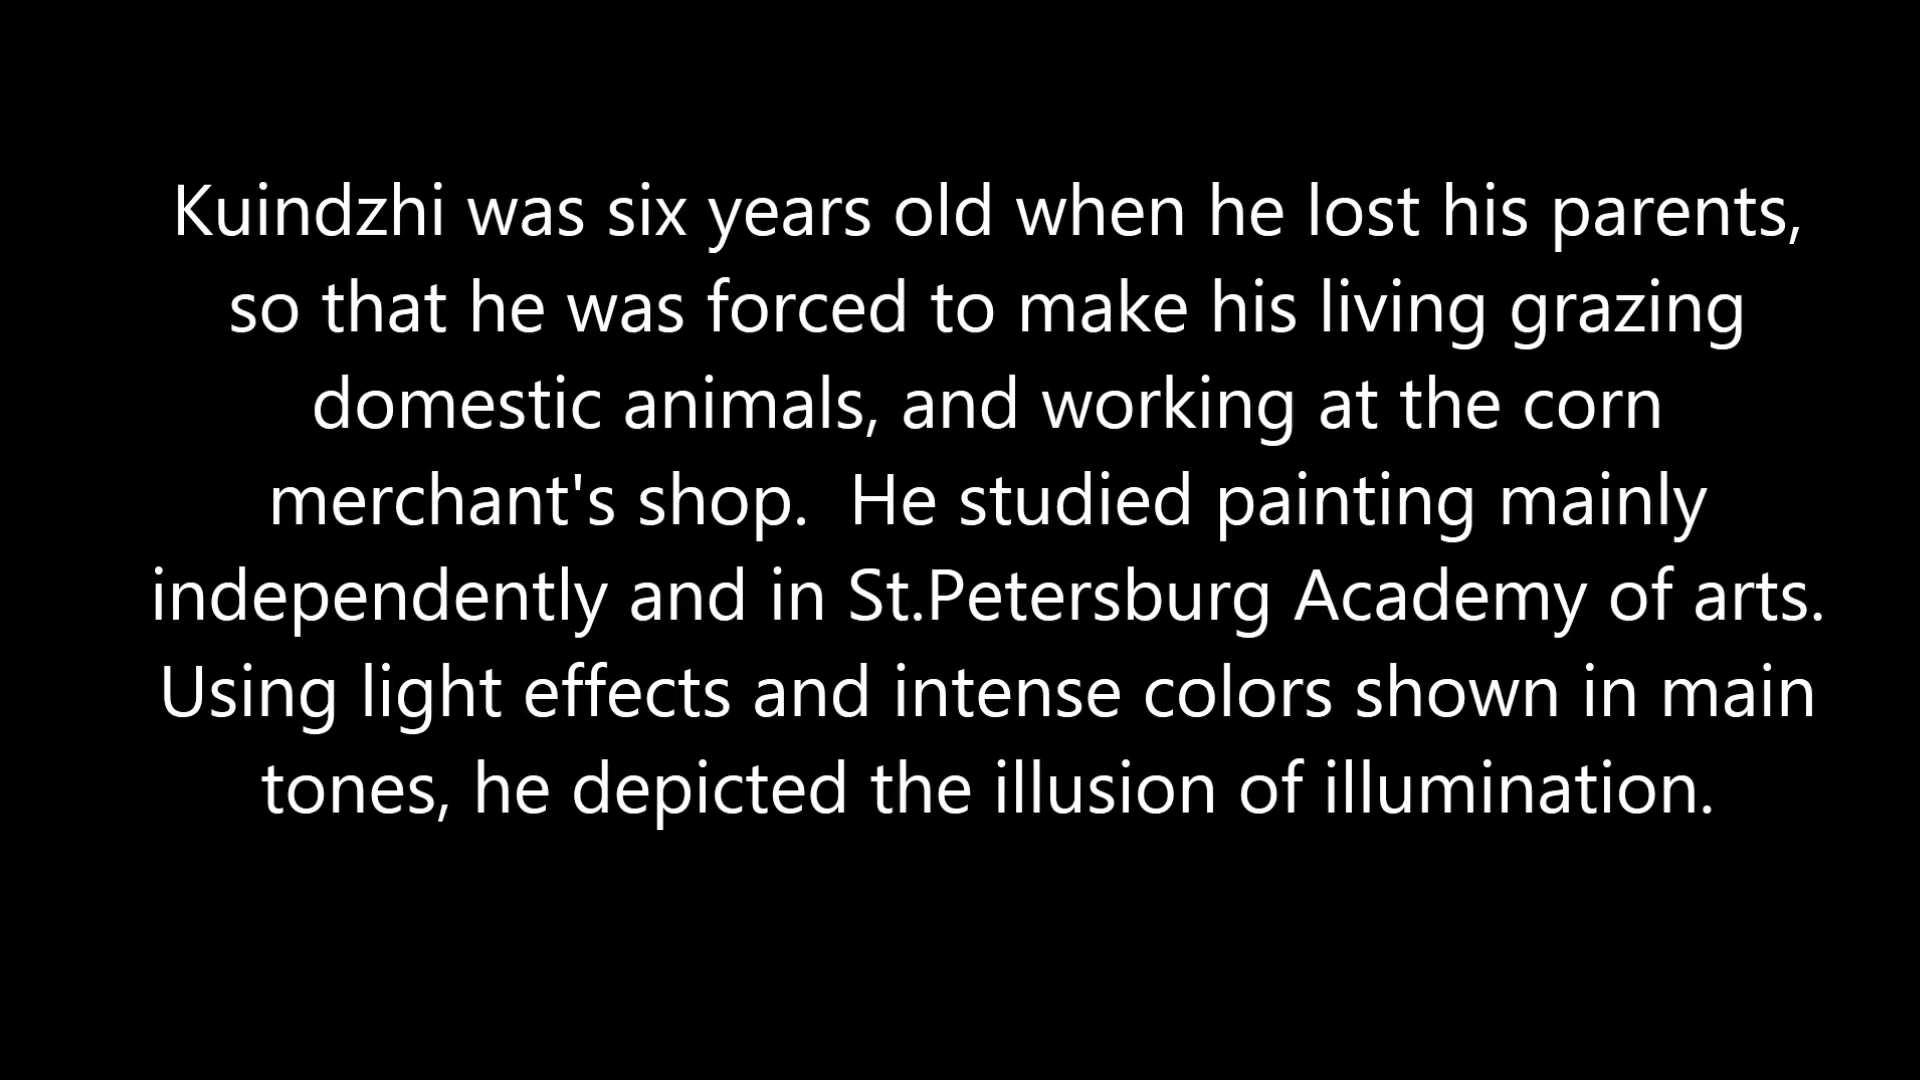 Kuindzhi was six years old when he lost his parents,
so that he was forced to make his living grazing
domestic animals, and working at the corn
merchant's shop.  He studied painting mainly
independently and in St.Petersburg Academy of arts.
Using light effects and intense colors shown in main
tones, he depicted the illusion of illumination.